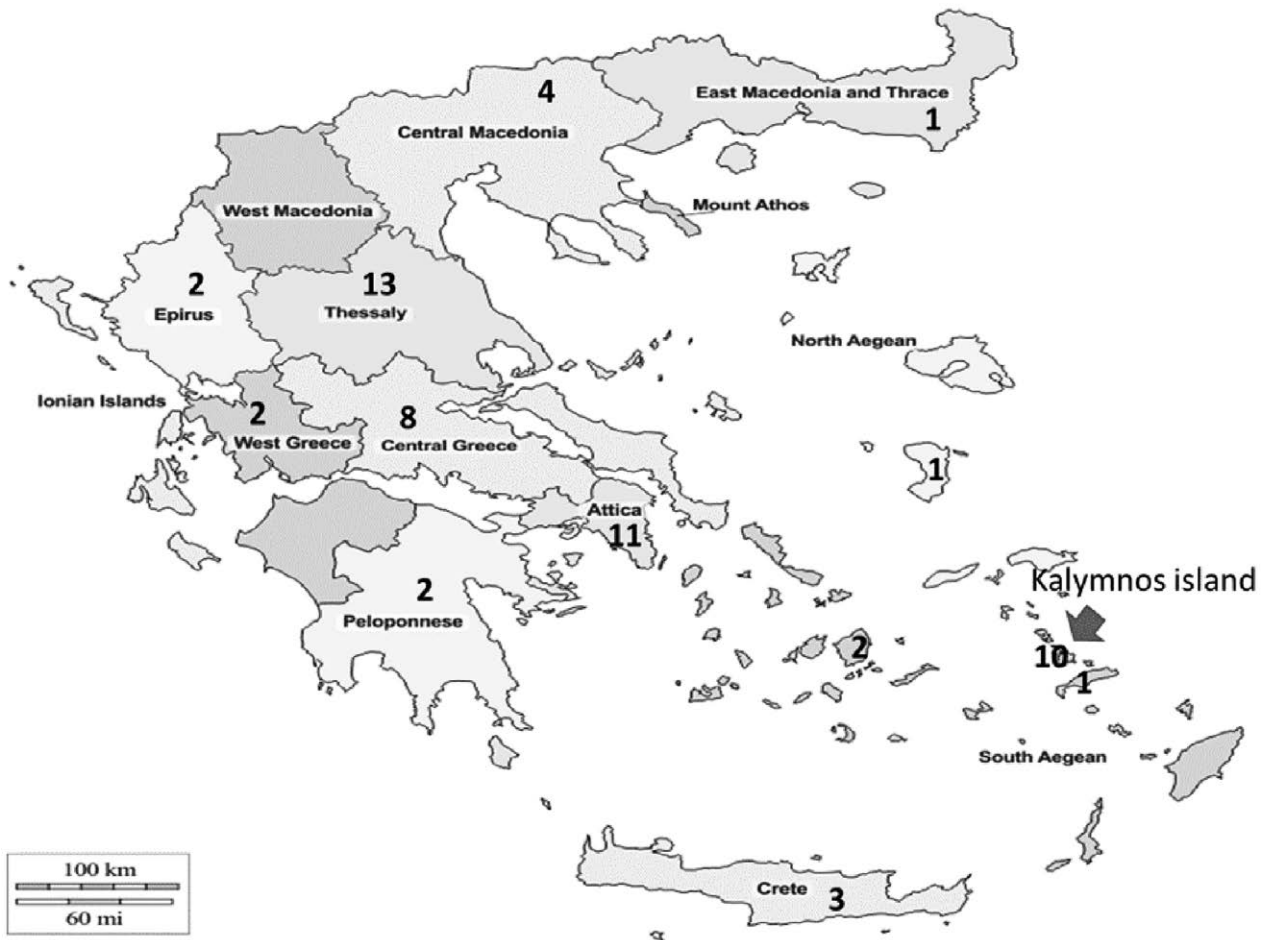 4
East Macedonia and Thrace
1
Central Macedonia
West Macedonia
Mount Athos
2
Epirus
13
Thessaly
North Aegean
Ionian Islands
2
West Greece
8
Central Greece
1
Attica
11
Kalymnos island
2
Peloponnese
2
10
1
South Aegean
100 km
60 mi
Crete
3